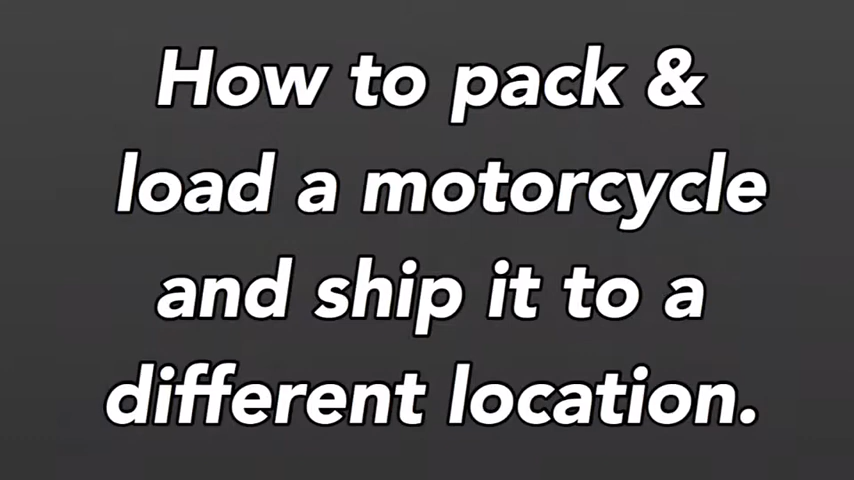 How to pack &
load a motorcycle
and ship it to a
different location.